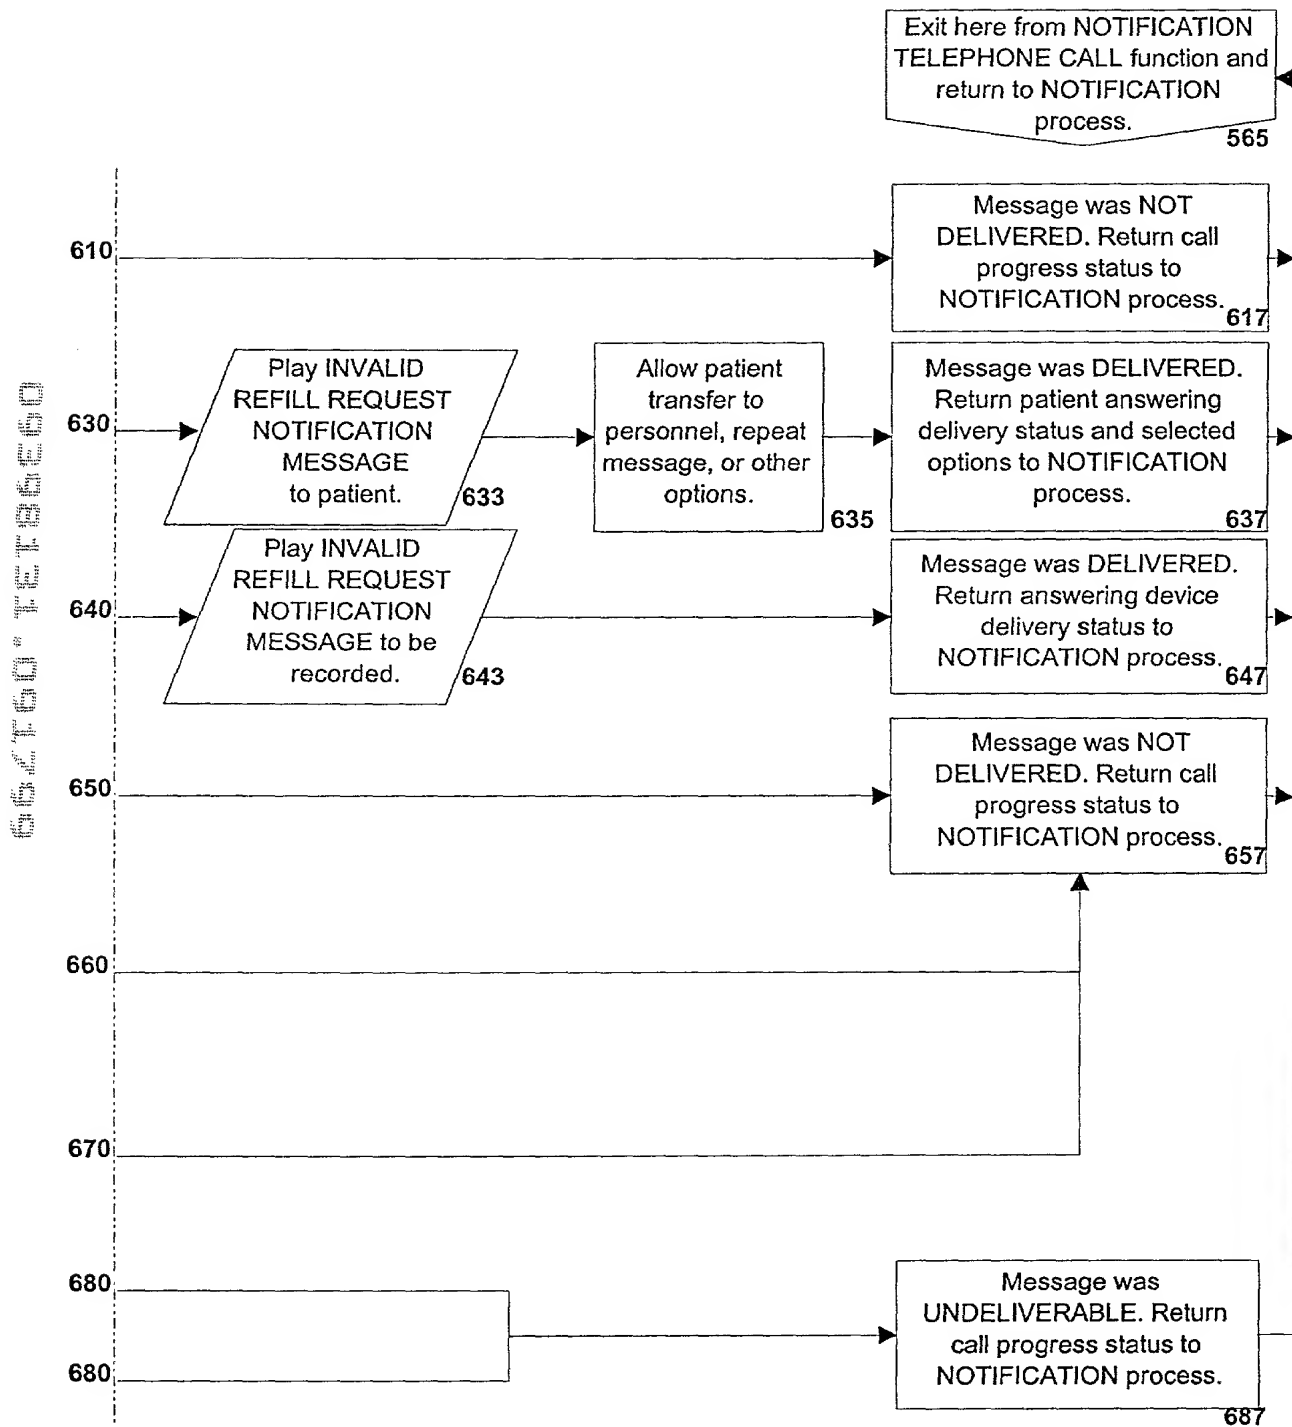 Exit here from NOTIFICATION
TELEPHONE CALL function and
return to NOTIFICATION
process.
565
610
Message was NOT
DELIVERED. Return call
progress status to
NOTIFICATION process.
617
630
Play INVALID
REFILL REQUEST
NOTIFICATION
MESSAGE
to patient.
633
Allow patient
transfer to
personnel, repeat
message, or other
options.
635
Message was DELIVERED.
Return patient answering
delivery status and selected
options to NOTIFICATION
process.
637
640
Play INVALID
REFILL REQUEST
NOTIFICATION
MESSAGE to be
recorded.
643
Message was DELIVERED.
Return answering device
delivery status to
NOTIFICATION process.
647
650
Message was NOT
DELIVERED. Return call
progress status to
NOTIFICATION process.
657
660
670
680
680
Message was
UNDELIVERABLE. Return
call progress status to
NOTIFICATION process.
687